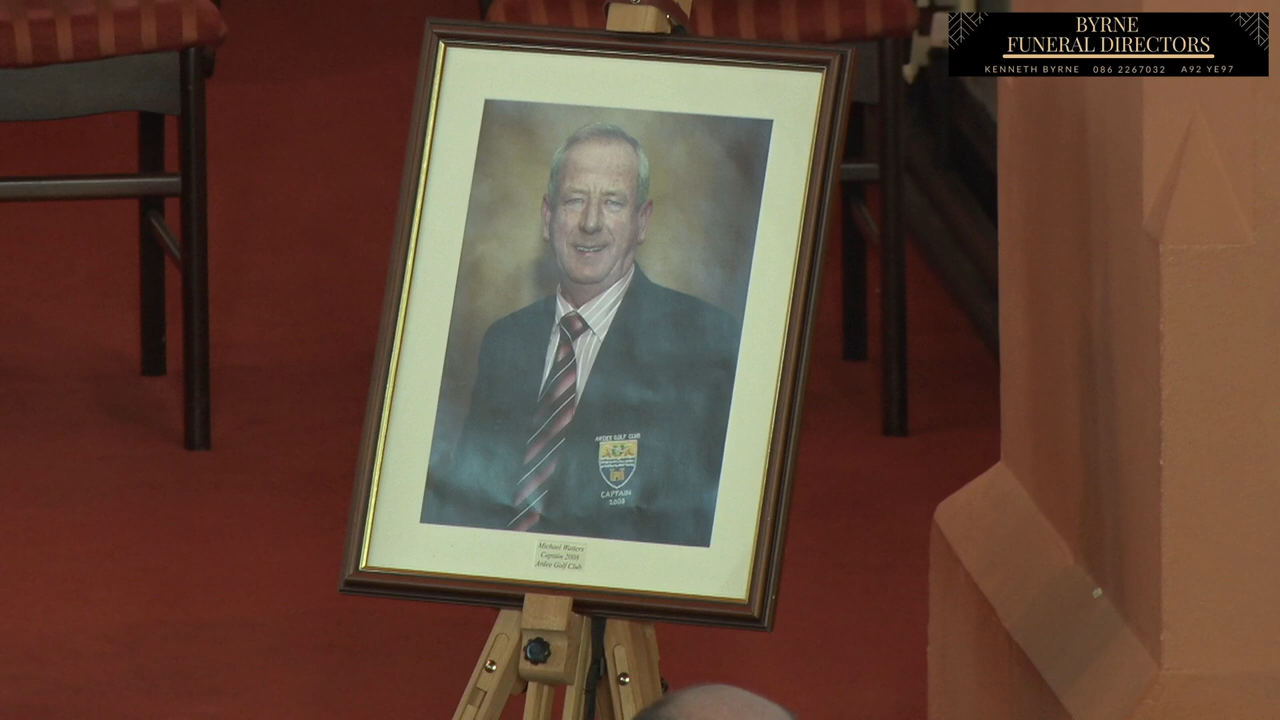 BYRNE
FUNERAL DIRECTORS
KENNETH BYRNE 086 2267032 A92 YE97
ARDEE GOLF CLUB
CAPTAIN
2008
Michael Watters
Captain 2008
Ardee Golf Club